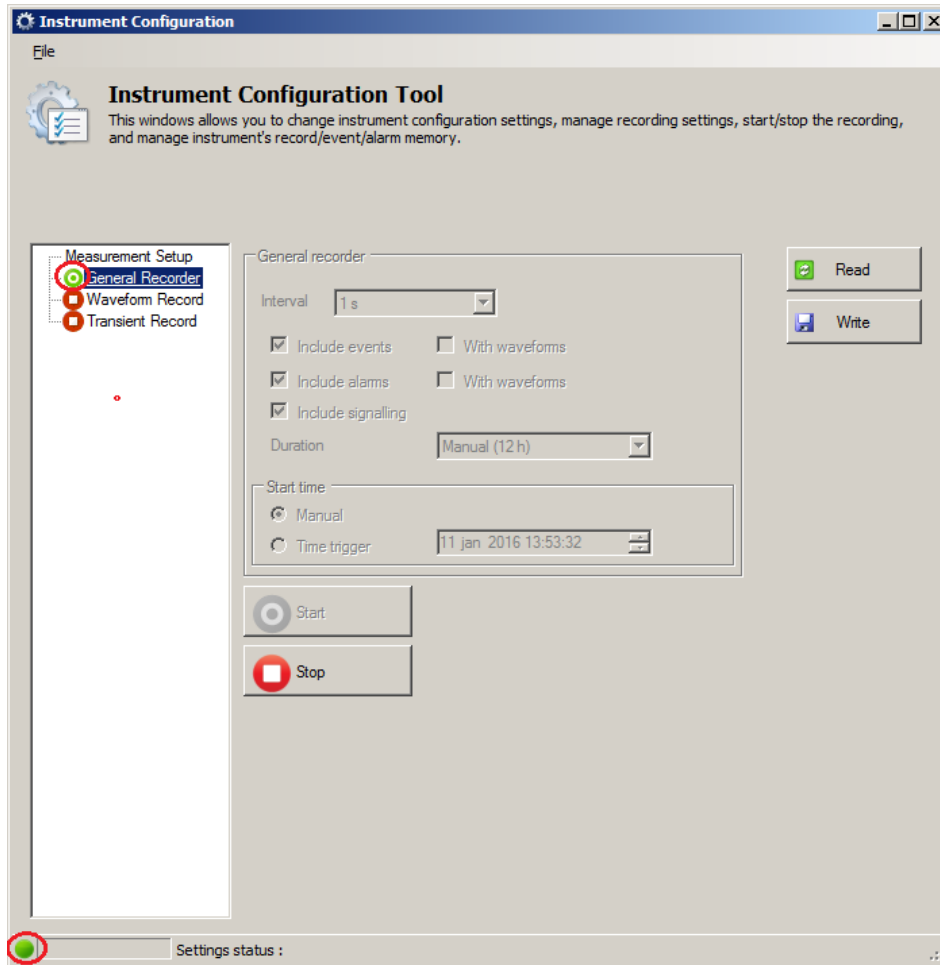 Instrument Configuration
File
Instrument Configuration Tool
This windows allows you to change instrument configuration settings, manage recording settings, start/stop the recording,
and manage instrument's record/event/alarm memory.
Measurement Setup
General Recorder
Waveform Record
Transient Record
General recorder
Interval 1 s
Include events With waveforms
Include alarms With waveforms
Include signalling
Duration Manual (12 h)
Start time
Manual
Time trigger 11 jan 2016 13:53:32
Start
Stop
Read
Write
Settings status :